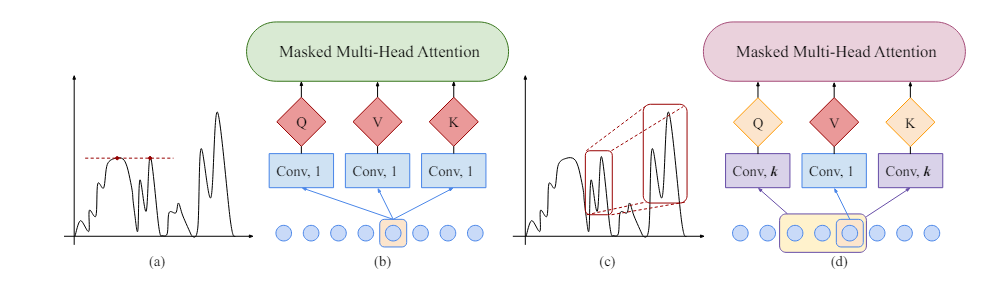 Masked Multi-Head Attention
Masked Multi-Head Attention
Q V K
Q V K
Conv, 1 Conv, 1 Conv, 1
Conv, k Conv, 1 Conv, k
(a) (b) (c) (d)